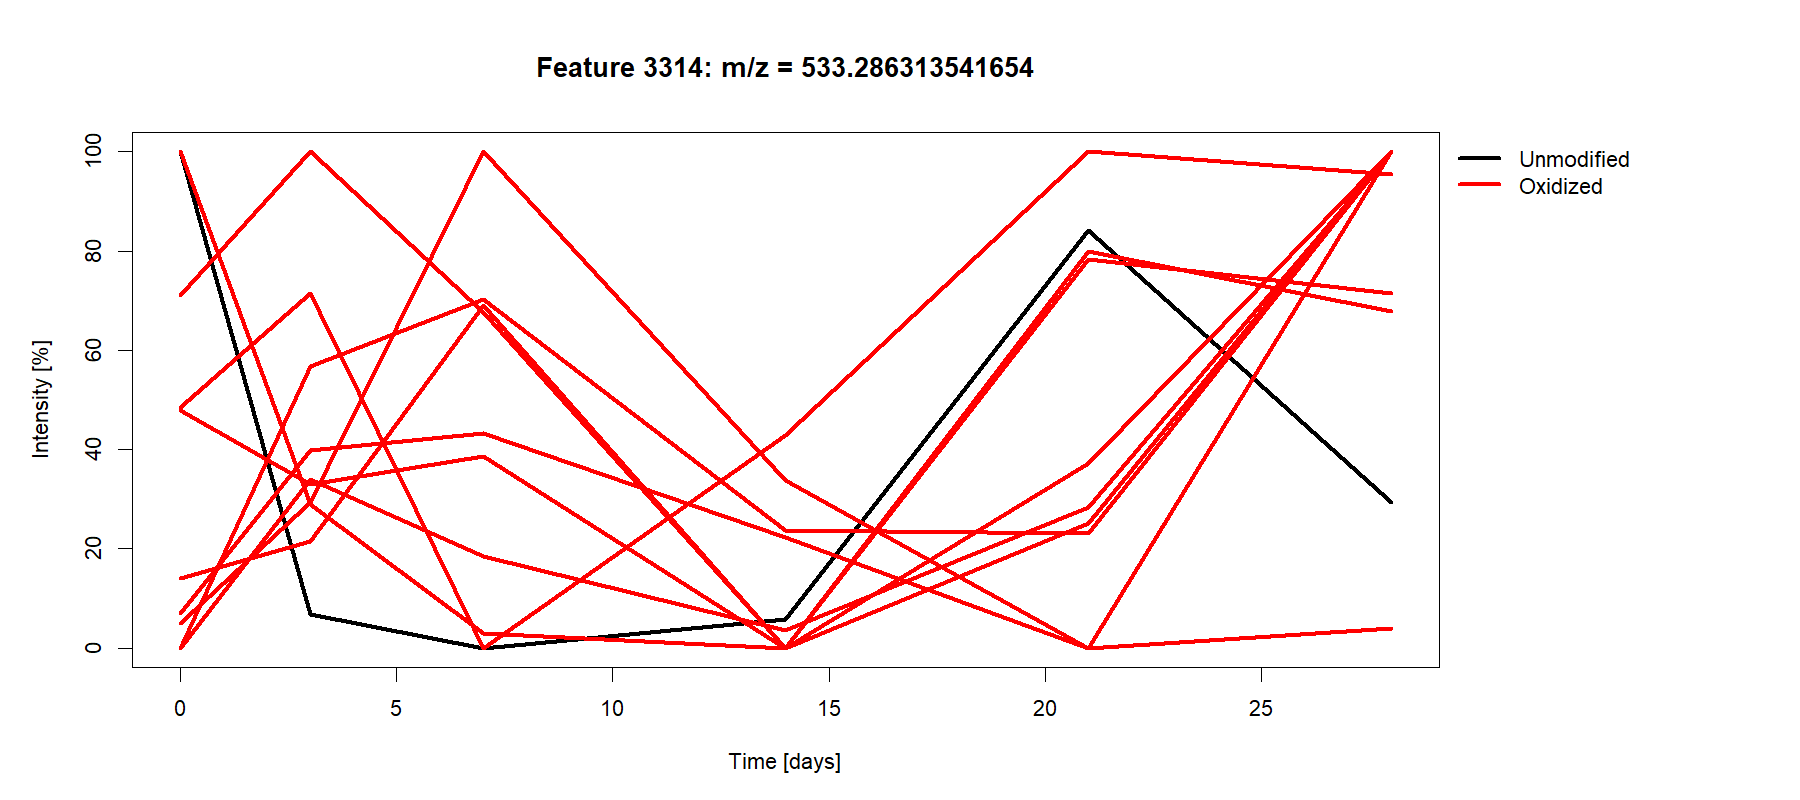 Feature 3314: m/z = 533.286313541654
Unmodified
Oxidized
Intensity [%]
100
80
60
40
20
0
0 5 10 15 20 25
Time [days]